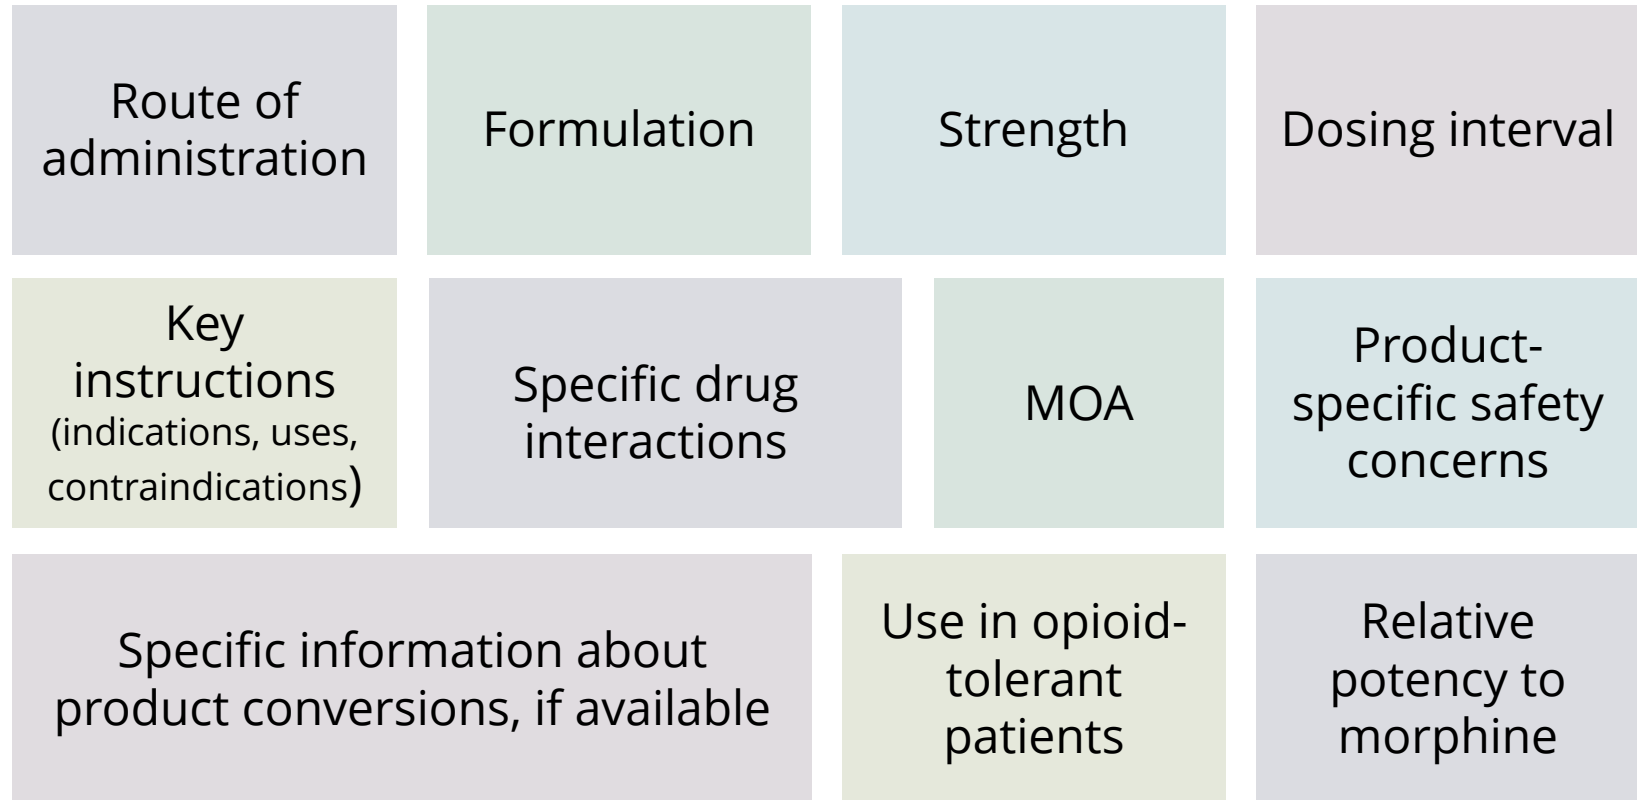 Route of
administration
Formulation
Strength
Dosing interval
Key
instructions
(indications, uses,
contraindications)
Specific drug
interactions
MOA
Product-
specific safety
concerns
Specific information about
product conversions, if available
Use in opioid-
tolerant
patients
Relative
potency to
morphine